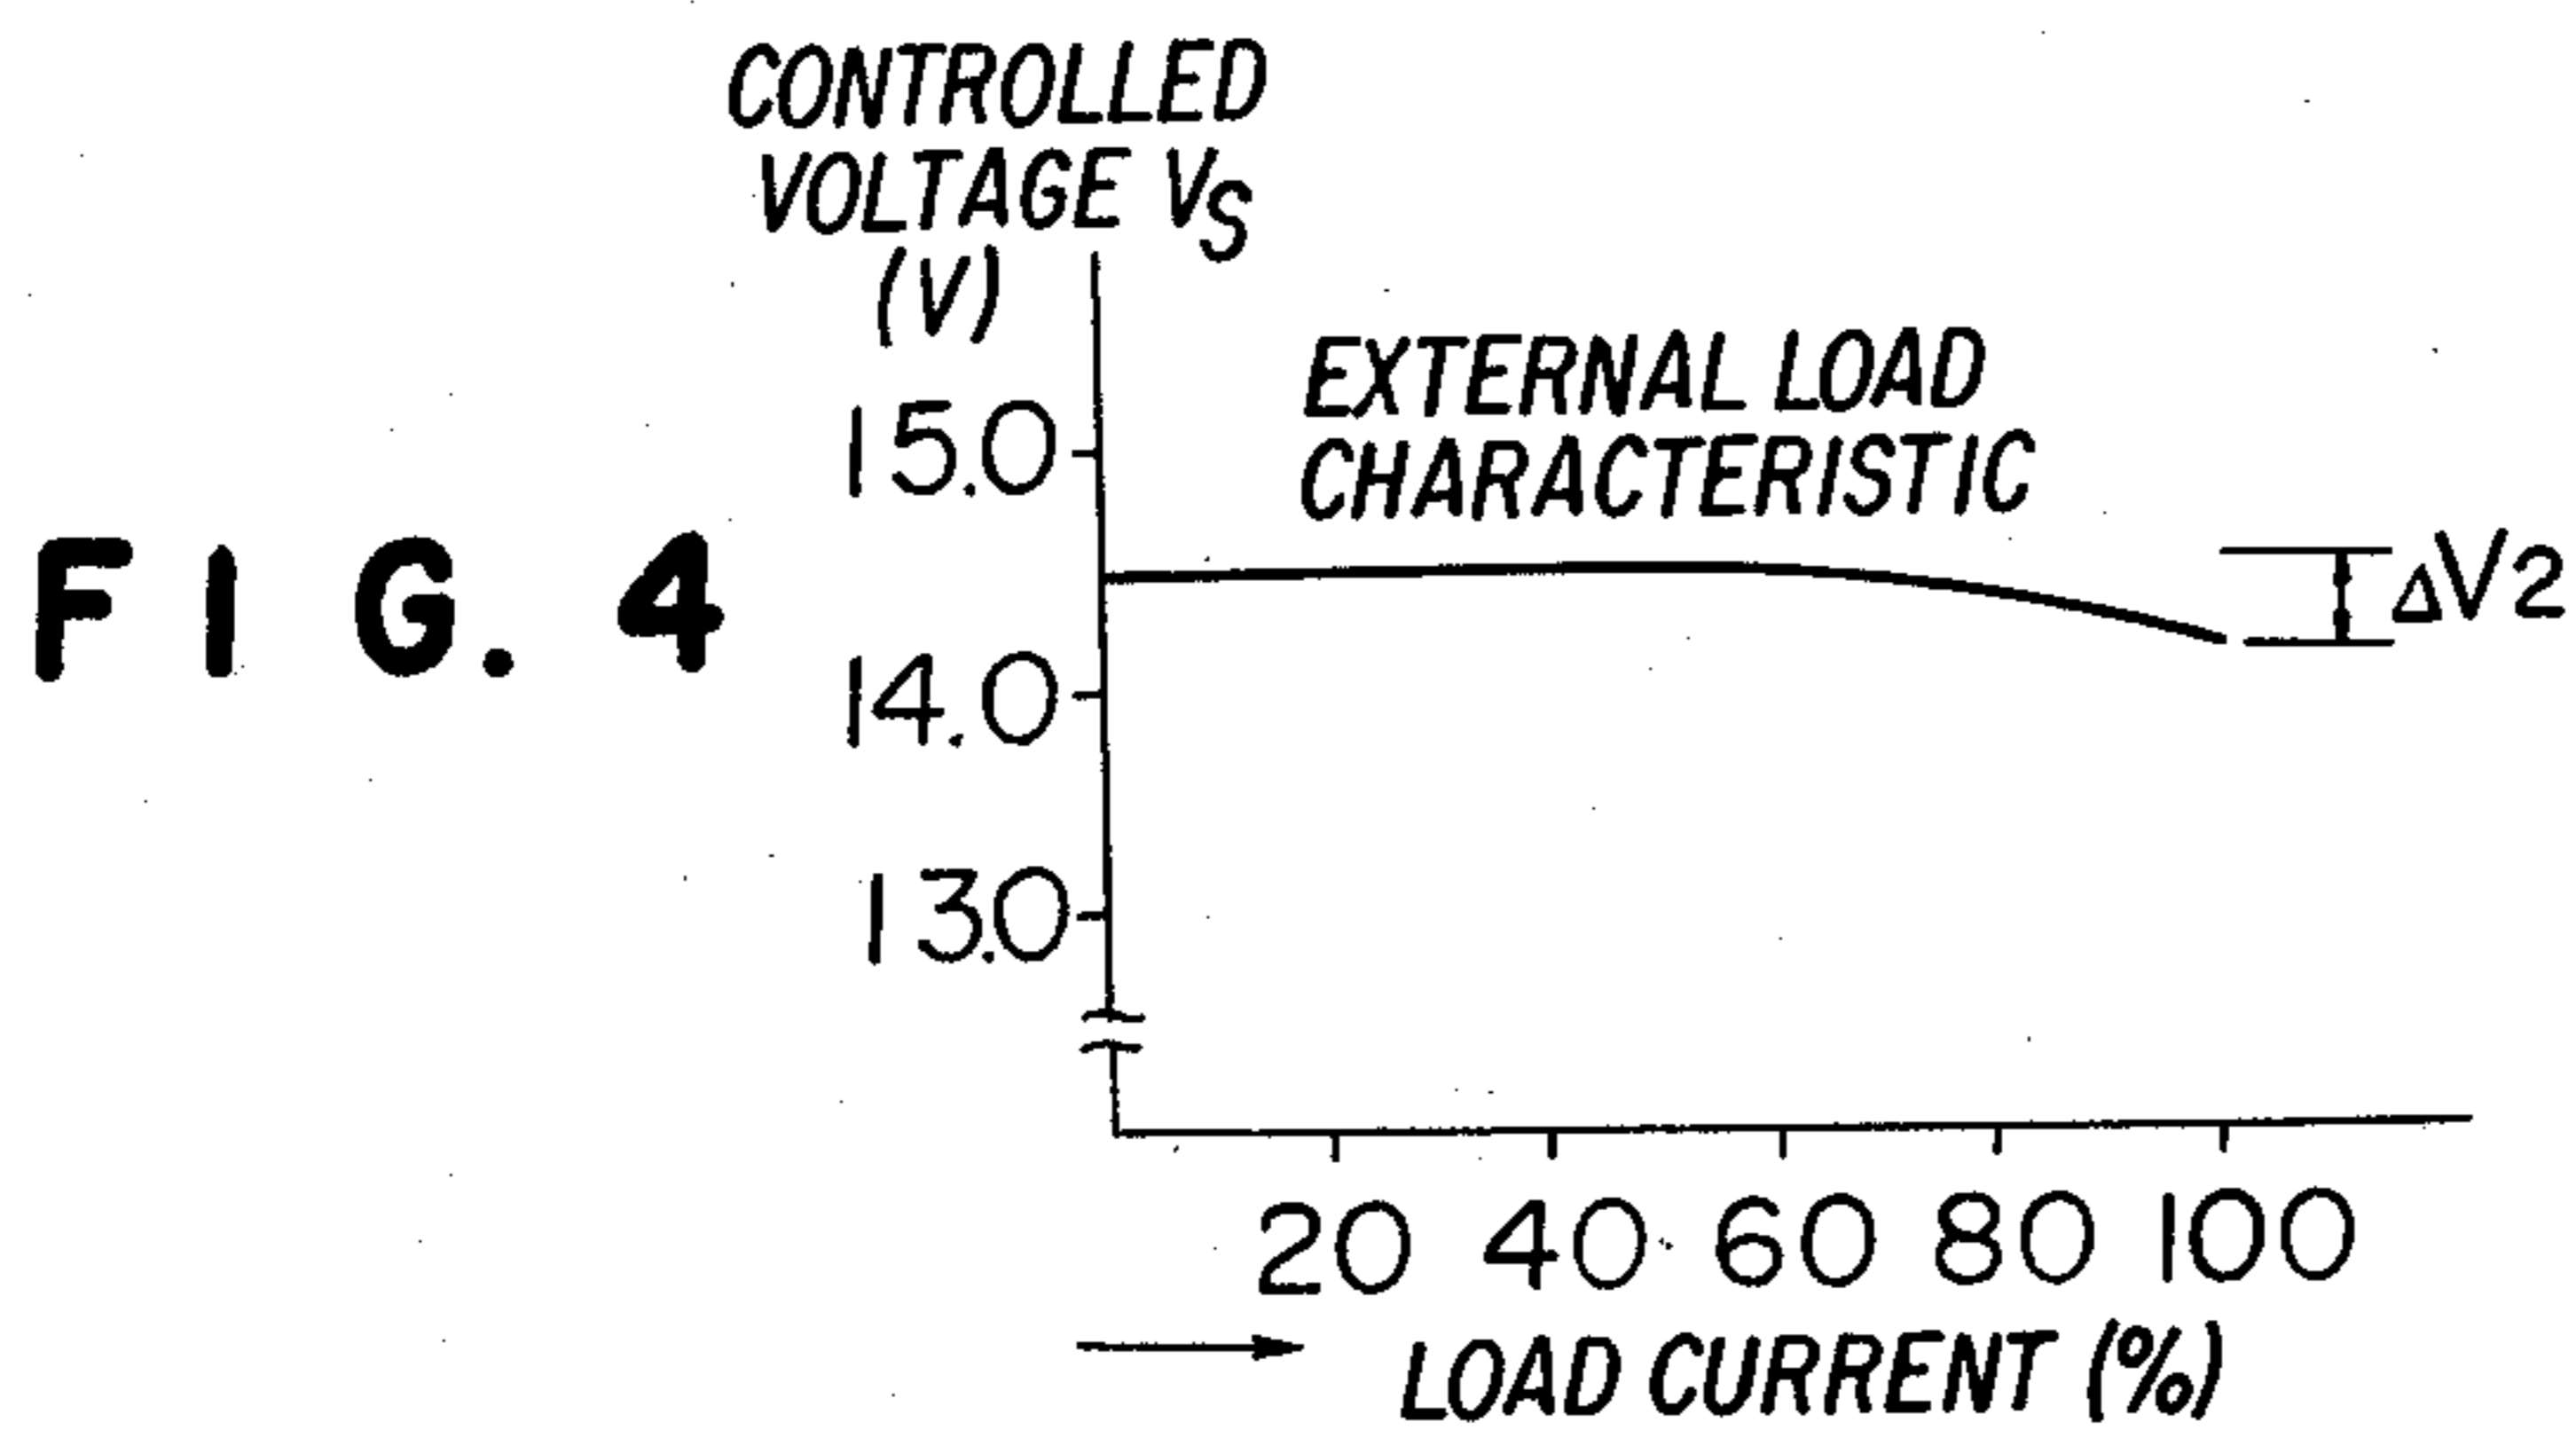 CONTROLLED
VOLTAGE VS
(V)
EXTERNAL LOAD
CHARACTERISTIC
15.0
FIG. 4
ΔV2
14.0
13.0
20 40 60 80 100
LOAD CURRENT (%)